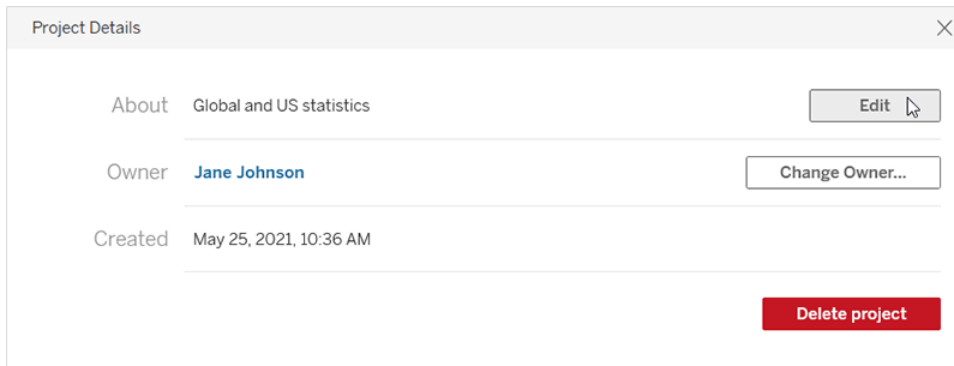 Project Details
About Global and US statistics Edit
Owner Jane Johnson Change Owner...
Created May 25, 2021, 10:36 AM
Delete project